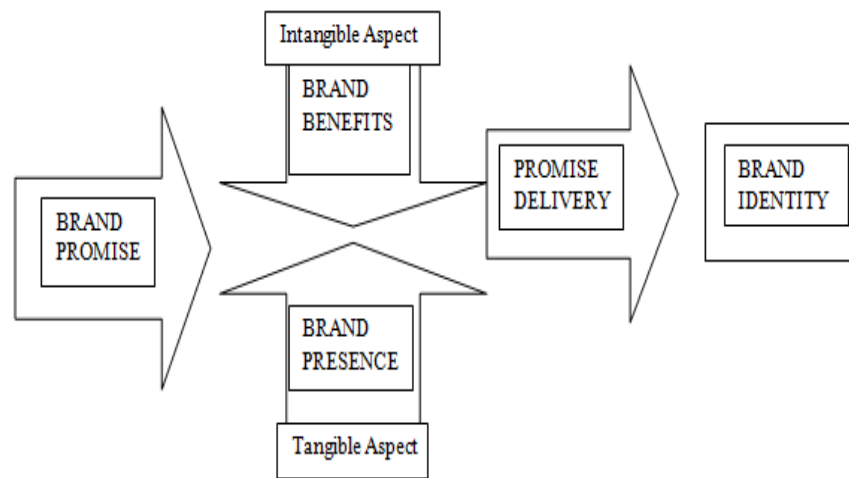 Intangible Aspect
BRAND
BENEFITS
BRAND
PROMISE
PROMISE
DELIVERY
BRAND
IDENTITY
BRAND
PRESENCE
Tangible Aspect